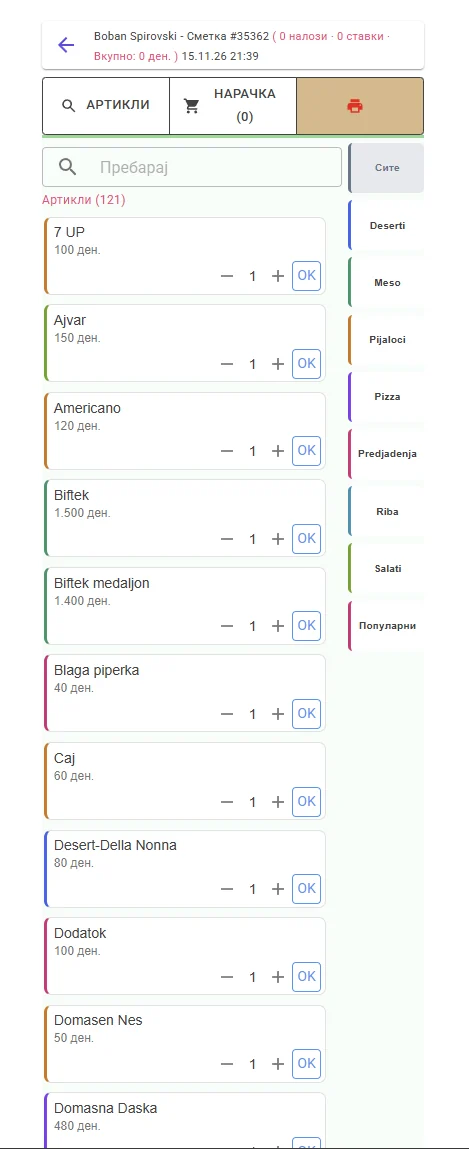 Boban Spirovski - Сметка #35362 ( 0 налози · 0 ставки ·
Вкупно: 0 ден. ) 15.11.26 21:39
АРТИКЛИ
НАРАЧКА
(0)
Пребарај
Артикли (121)
7 UP
100 ден.
1 OK
Ajvar
150 ден.
1 OK
Americano
120 ден.
1 OK
Biftek
1.500 ден.
1 OK
Biftek medaljon
1.400 ден.
1 OK
Blaga piperka
40 ден.
1 OK
Caj
60 ден.
1 OK
Desert-Della Nonna
80 ден.
1 OK
Dodatok
100 ден.
1 OK
Domasen Nes
50 ден.
1 OK
Domasna Daska
480 ден.
Сите
Deserti
Meso
Pijaloci
Pizza
Predjadenja
Riba
Salati
Популарни